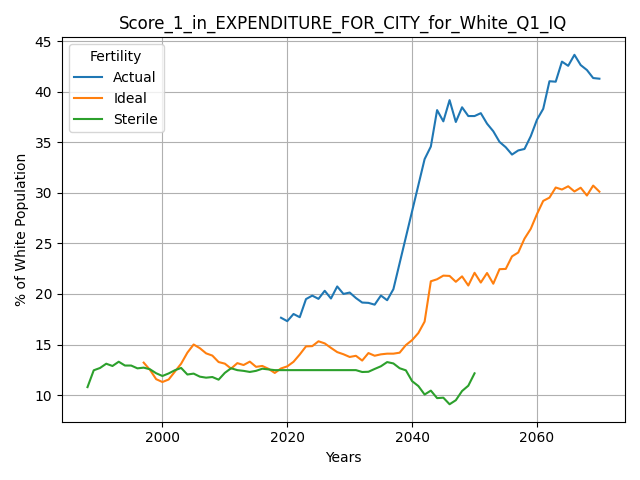 Score_1_in_EXPENDITURE_FOR_CITY_for_White_Q1_IQ
Fertility
Actual
Ideal
Sterile
% of White Population
45
40
35
30
25
20
15
10
2000
2020
2040
2060
Years